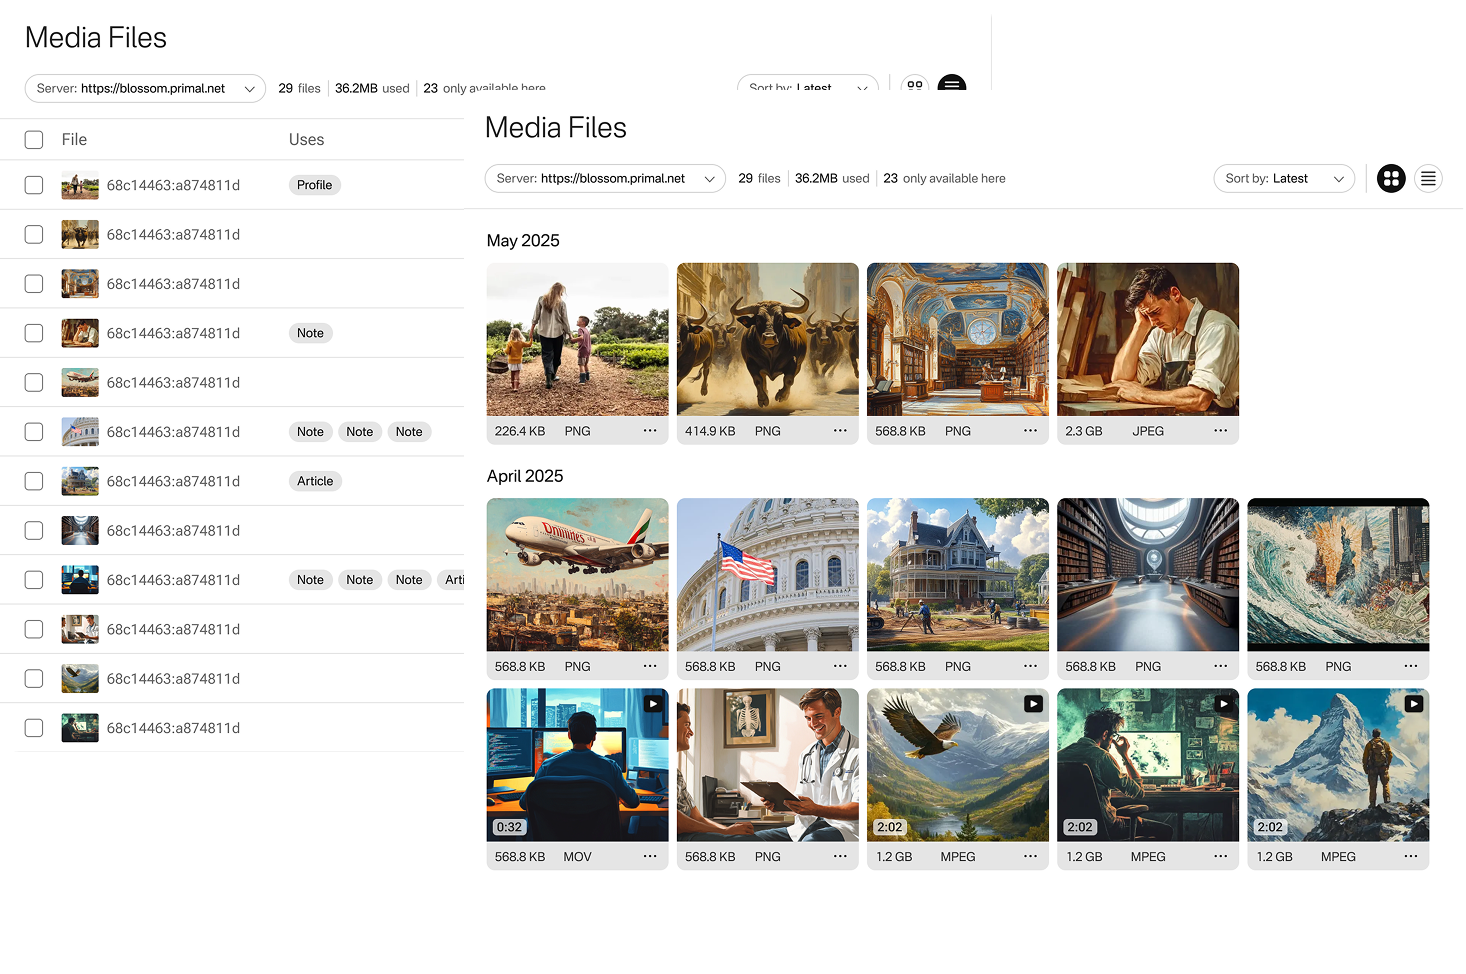 Media Files
Server: https://blossom.primal.net
29 files
36.2MB used
23 only available here
Sort by: Latest
File
Uses
68c14463:a874811d
Profile
68c14463:a874811d
68c14463:a874811d
68c14463:a874811d
Note
68c14463:a874811d
68c14463:a874811d
Note Note Note
68c14463:a874811d
Article
68c14463:a874811d
68c14463:a874811d
Note Note Note Arti
68c14463:a874811d
68c14463:a874811d
68c14463:a874811d
Media Files
Server: https://blossom.primal.net
29 files
36.2MB used
23 only available here
Sort by: Latest
May 2025
226.4 KB PNG
414.9 KB PNG
568.8 KB PNG
2.3 GB JPEG
April 2025
568.8 KB PNG
568.8 KB PNG
568.8 KB PNG
568.8 KB PNG
568.8 KB PNG
0:32
2:02
2:02
2:02
568.8 KB MOV
568.8 KB PNG
1.2 GB MPEG
1.2 GB MPEG
1.2 GB MPEG